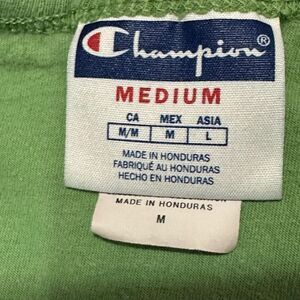 Champion®
MEDIUM
CA MEX ASIA
M/M M L
MADE IN HONDURAS
FABRIQUÉ AU HONDURAS
HECHO EN HONDURAS
MADE IN HONDURAS
M